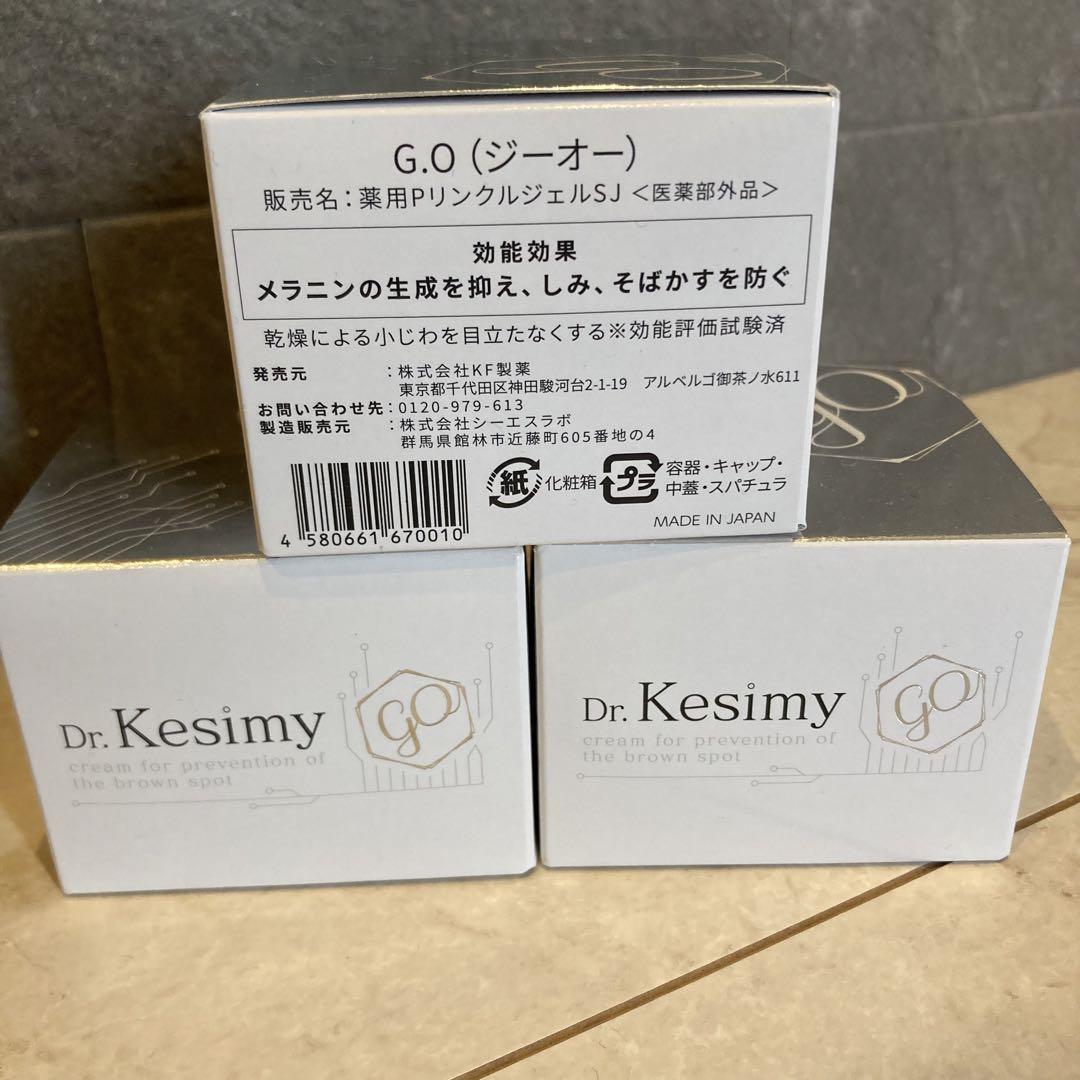 G.O（ジーオー）
販売名：薬用PリンクルジェルSJ＜医薬部外品＞
効能効果
メラニンの生成を抑え、しみ、そばかすを防ぐ
乾燥による小じわを目立たなくする※効能評価試験済
発売元：株式会社KF製薬
東京都千代田区神田駿河台2-1-19 アルベルゴ御茶ノ水611
お問い合わせ先：0120-979-613
製造販売元：株式会社シーエスラボ
群馬県館林市近藤町605番地の4
紙 化粧箱
プラ 容器・キャップ・
中蓋・スパチュラ
4 580661 670010
MADE IN JAPAN
Dr. Kesimy
GO
cream for prevention of
the brown spot
Dr. Kesimy
GO
cream for prevention of
the brown spot
GO